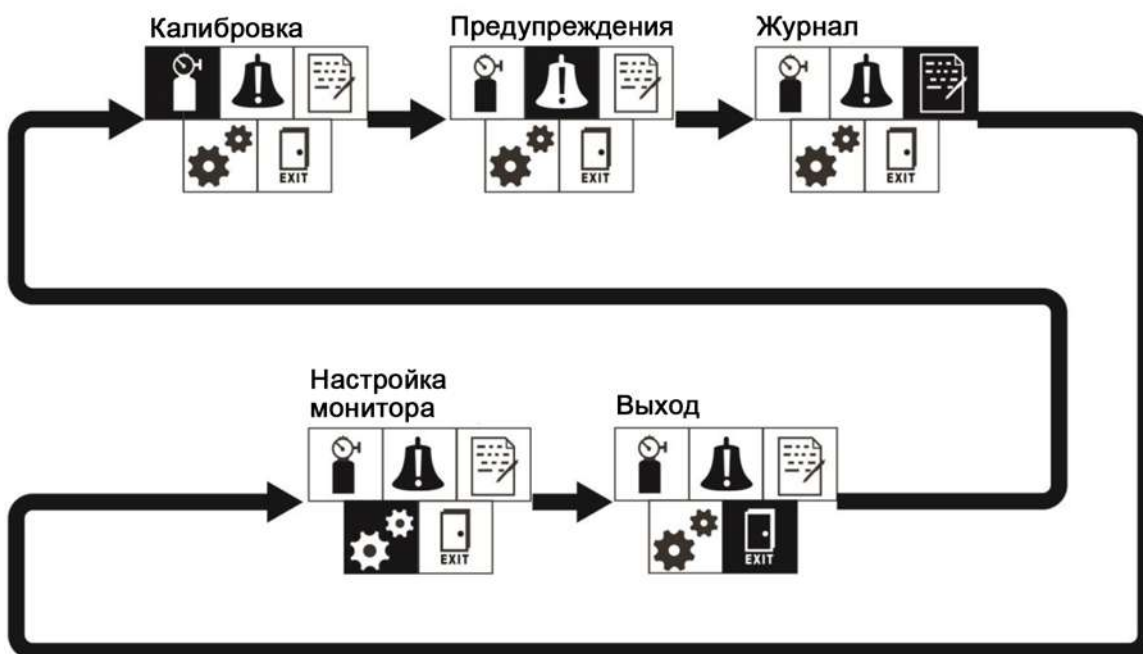 Калибровка
Предупреждения
Журнал
EXIT
EXIT
EXIT
Настройка
монитора
Выход
EXIT
EXIT